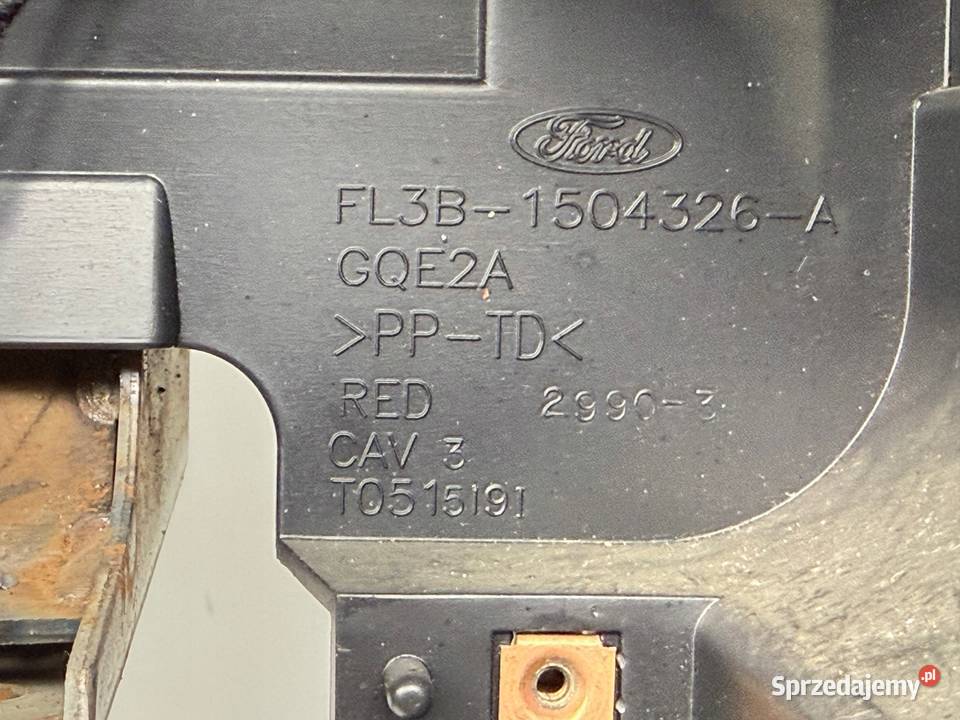 Ford
FL3B-1504326-A
GQE2A
>PP-TD<
RED 2990-3
CAV 3
T0515191
Sprzedajemy.pl